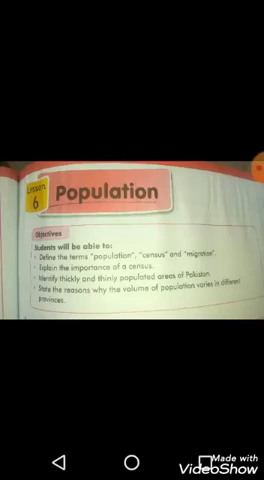 Lesson
6
Population
Objectives
Students will be able to:
• Define the terms "population", "census" and "migration".
• Explain the importance of a census.
• Identify thickly and thinly populated areas of Pakistan.
• State the reasons why the volume of population varies in different
provinces.
Made with
VideoShow